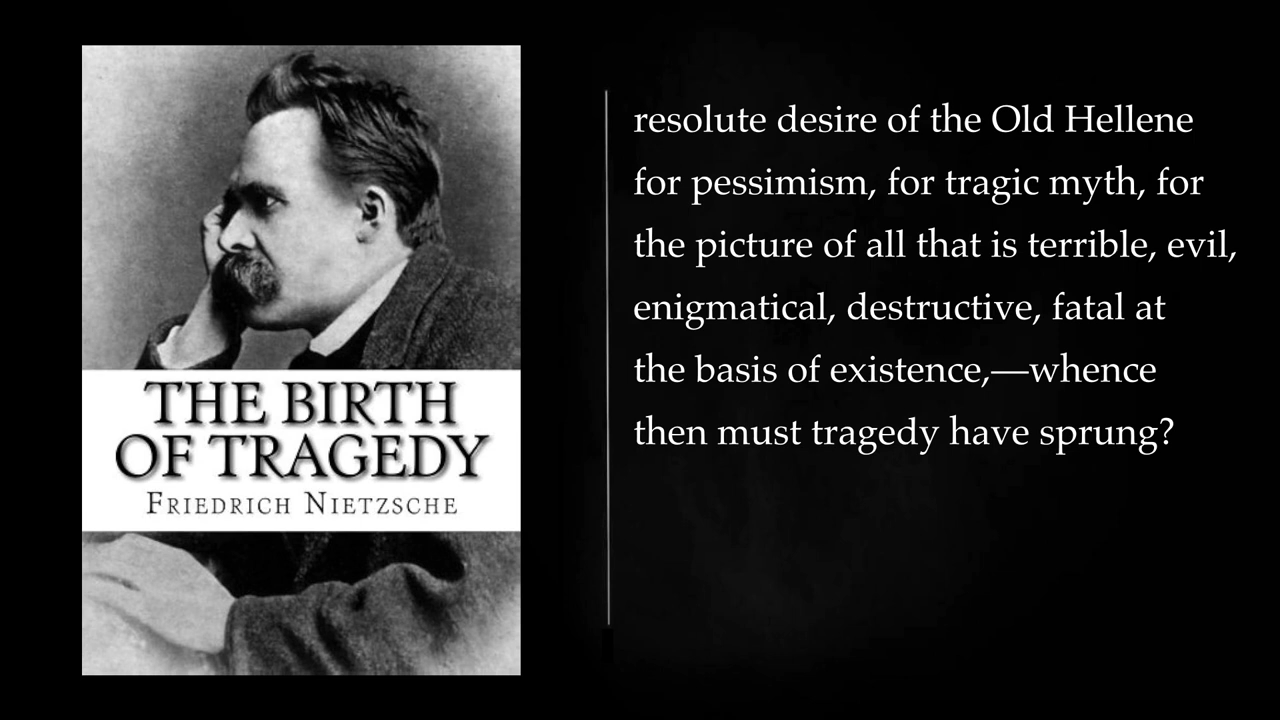 THE BIRTH
OF TRAGEDY
FRIEDRICH NIETZSCHE
resolute desire of the Old Hellene
for pessimism, for tragic myth, for
the picture of all that is terrible, evil,
enigmatical, destructive, fatal at
the basis of existence,—whence
then must tragedy have sprung?